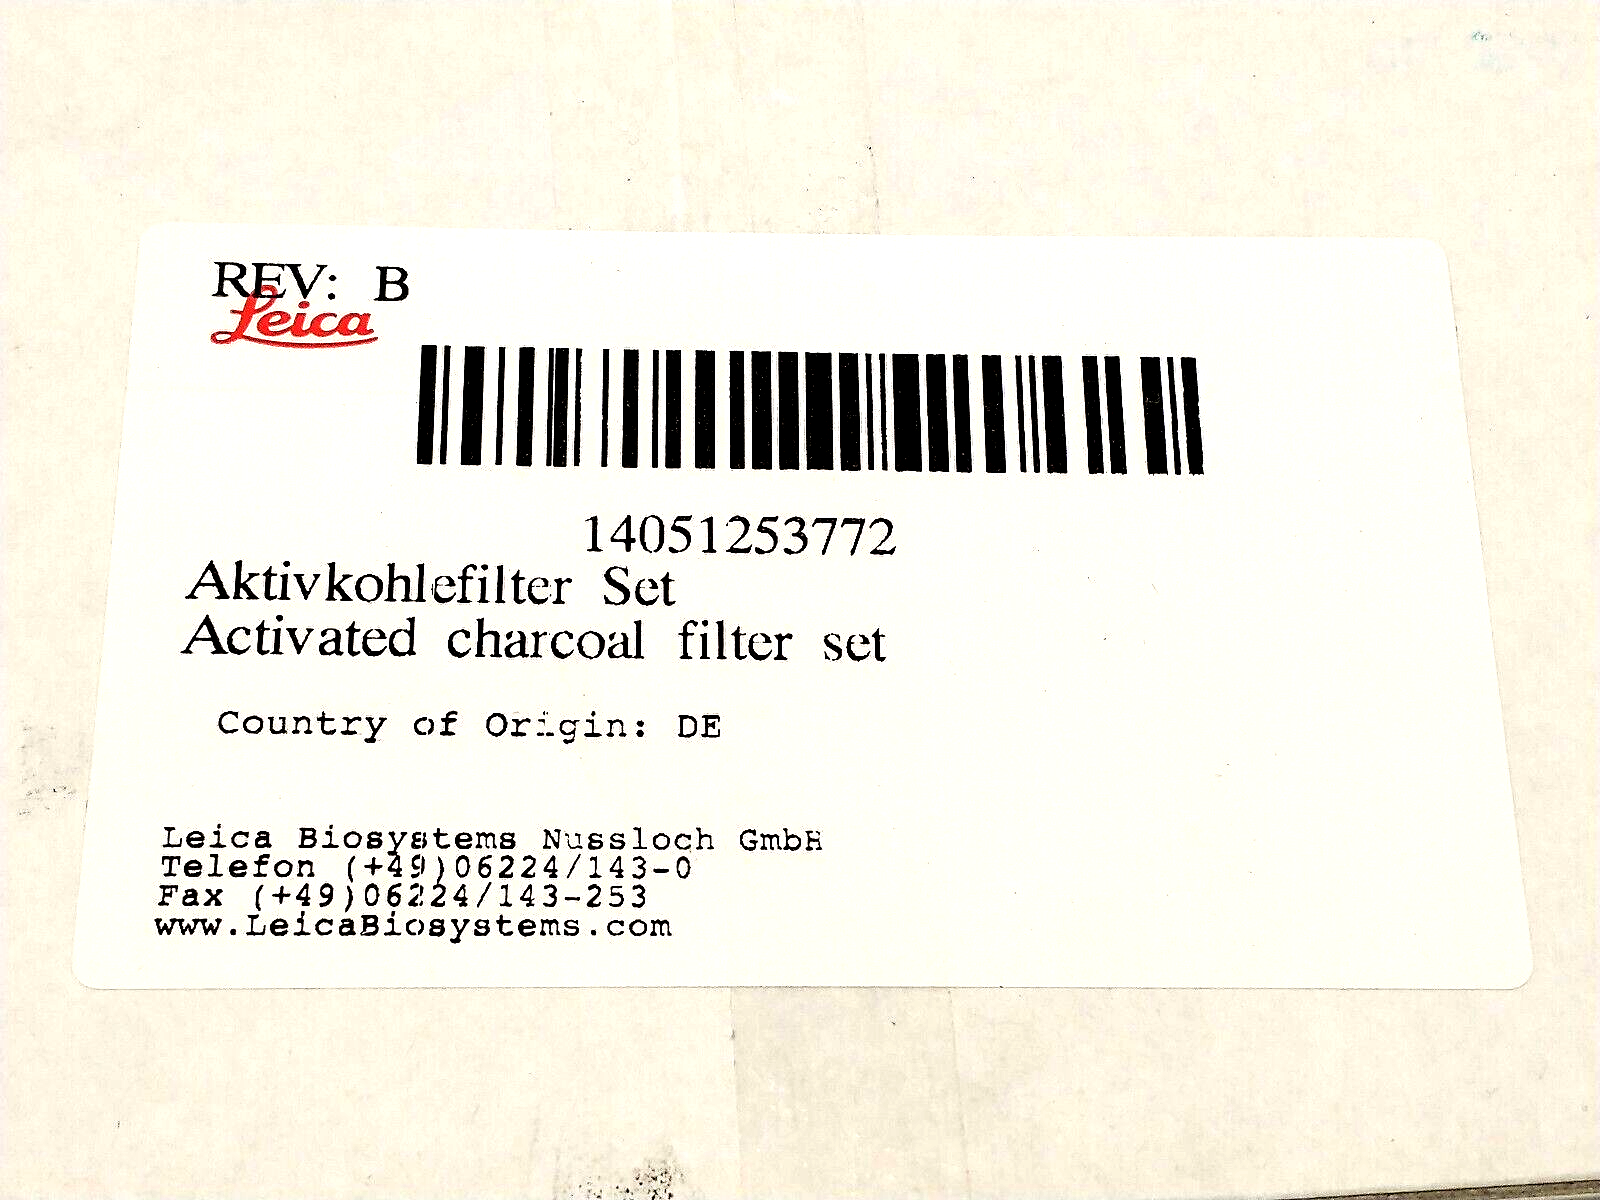 REV: B
Leica
14051253772
Aktivkohlefilter Set
Activated charcoal filter set
Country of Origin: DE
Leica Biosystems Nussloch GmbH
Telefon (+49)06224/143-0
Fax (+49)06224/143-253
www.LeicaBiosystems.com